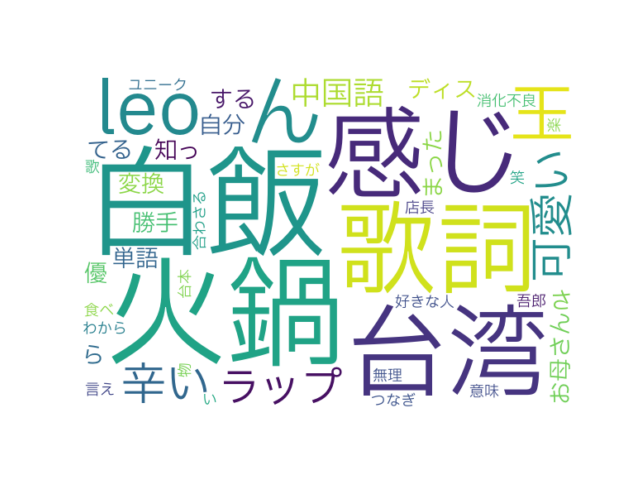 ユニーク
leo
ん
中国語
ディス
消化不良
王
する
自分
てる
知っ
まった
楽
歌
白飯
さすが
感じ
笑
可愛い
変換
勝手
合わさる
店長
歌詞
単語
優
火鍋
台本
好きな人
吾郎
お母さん
食べ
わから
台湾
ら
辛い
物
ラップ
無理
言え
い
つなぎ
意味